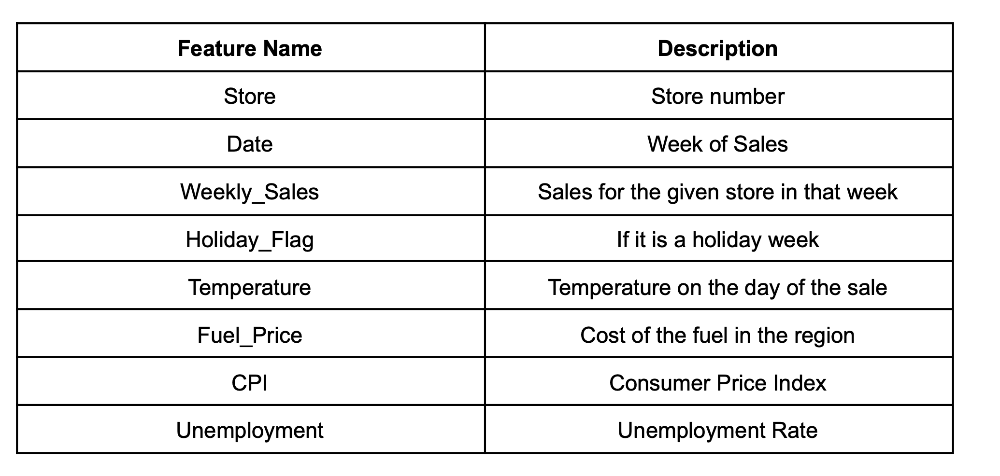 Feature Name Description
Store Store number
Date Week of Sales
Weekly_Sales Sales for the given store in that week
Holiday_Flag If it is a holiday week
Temperature Temperature on the day of the sale
Fuel_Price Cost of the fuel in the region
CPI Consumer Price Index
Unemployment Unemployment Rate